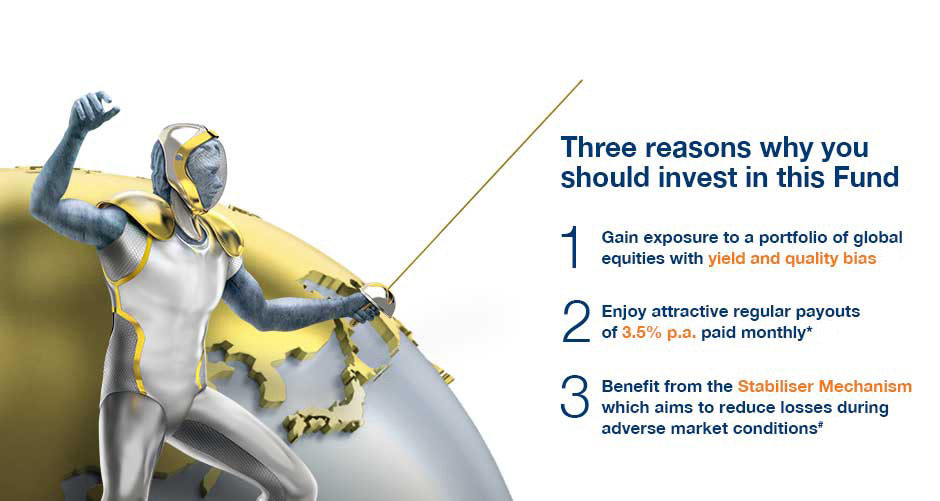 Three reasons why you
should invest in this Fund
1
Gain exposure to a portfolio of global
equities with yield and quality bias
2
Enjoy attractive regular payouts
of 3.5% p.a. paid monthly*
3
Benefit from the Stabiliser Mechanism
which aims to reduce losses during
adverse market conditions#